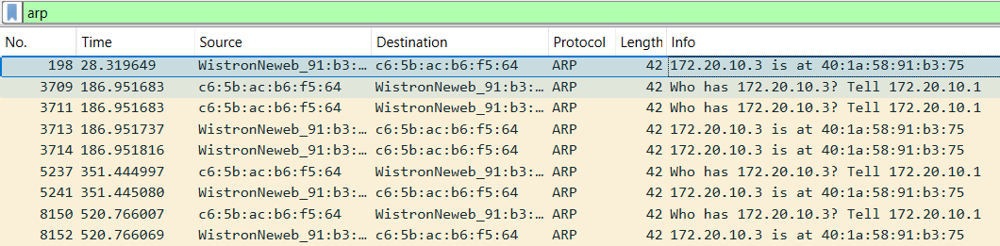 arp
No. Time Source Destination Protocol Length Info
198 28.319649 WistronNeweb_91:b3:… c6:5b:ac:b6:f5:64 ARP 42 172.20.10.3 is at 40:1a:58:91:b3:75
3709 186.951683 c6:5b:ac:b6:f5:64 WistronNeweb_91:b3:… ARP 42 Who has 172.20.10.3? Tell 172.20.10.1
3711 186.951683 c6:5b:ac:b6:f5:64 WistronNeweb_91:b3:… ARP 42 Who has 172.20.10.3? Tell 172.20.10.1
3713 186.951737 WistronNeweb_91:b3:… c6:5b:ac:b6:f5:64 ARP 42 172.20.10.3 is at 40:1a:58:91:b3:75
3714 186.951816 WistronNeweb_91:b3:… c6:5b:ac:b6:f5:64 ARP 42 172.20.10.3 is at 40:1a:58:91:b3:75
5237 351.444997 c6:5b:ac:b6:f5:64 WistronNeweb_91:b3:… ARP 42 Who has 172.20.10.3? Tell 172.20.10.1
5241 351.445080 WistronNeweb_91:b3:… c6:5b:ac:b6:f5:64 ARP 42 172.20.10.3 is at 40:1a:58:91:b3:75
8150 520.766007 c6:5b:ac:b6:f5:64 WistronNeweb_91:b3:… ARP 42 Who has 172.20.10.3? Tell 172.20.10.1
8152 520.766069 WistronNeweb_91:b3:… c6:5b:ac:b6:f5:64 ARP 42 172.20.10.3 is at 40:1a:58:91:b3:75